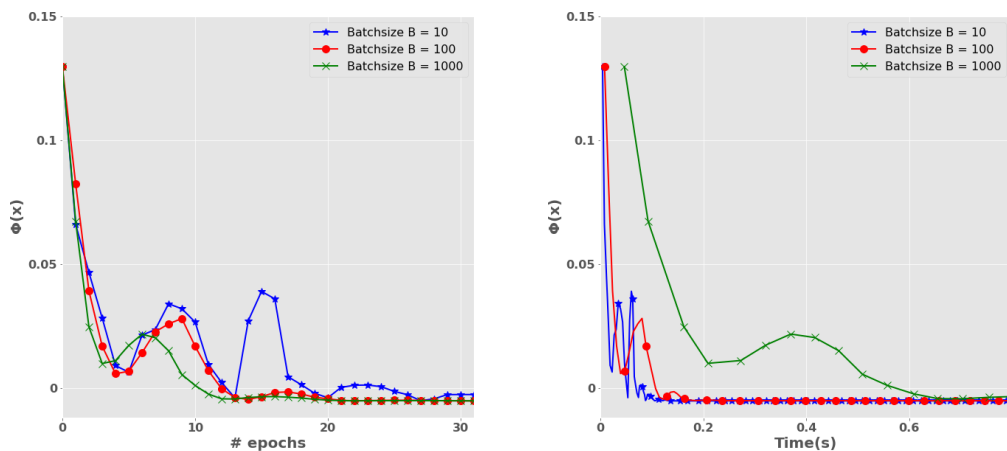 0.15
0.1
0.05
0
Φ(x)
0
10
20
30
# epochs
Batchsize B = 10
Batchsize B = 100
Batchsize B = 1000
0.15
0.1
0.05
0
Φ(x)
0
0.2
0.4
0.6
Time(s)
Batchsize B = 10
Batchsize B = 100
Batchsize B = 1000